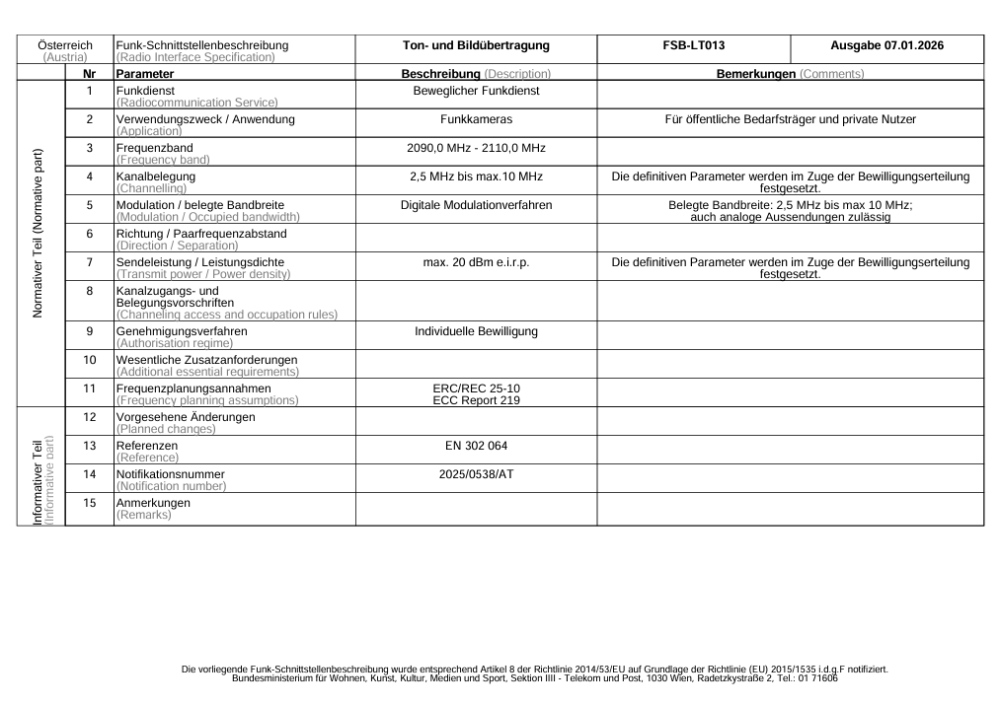 Österreich
(Austria)
Funk-Schnittstellenbeschreibung
(Radio Interface Specification)
Ton- und Bildübertragung
FSB-LT013
Ausgabe 07.01.2026
Nr
Parameter
Beschreibung (Description)
Bemerkungen (Comments)
Normativer Teil (Normative part)
1
Funkdienst
(Radiocommunication Service)
Beweglicher Funkdienst
2
Verwendungszweck / Anwendung
(Application)
Funkkameras
Für öffentliche Bedarfsträger und private Nutzer
3
Frequenzband
(Frequency band)
2090,0 MHz - 2110,0 MHz
4
Kanalbelegung
(Channelling)
2,5 MHz bis max.10 MHz
Die definitiven Parameter werden im Zuge der Bewilligungserteilung
festgesetzt.
5
Modulation / belegte Bandbreite
(Modulation / Occupied bandwidth)
Digitale Modulationverfahren
Belegte Bandbreite: 2,5 MHz bis max 10 MHz;
auch analoge Aussendungen zulässig
6
Richtung / Paarfrequenzabstand
(Direction / Separation)
7
Sendeleistung / Leistungsdichte
(Transmit power / Power density)
max. 20 dBm e.i.r.p.
Die definitiven Parameter werden im Zuge der Bewilligungserteilung
festgesetzt.
8
Kanalzugangs- und
Belegungsvorschriften
(Channeling access and occupation rules)
9
Genehmigungsverfahren
(Authorisation regime)
Individuelle Bewilligung
10
Wesentliche Zusatzanforderungen
(Additional essential requirements)
11
Frequenzplanungsannahmen
(Frequency planning assumptions)
ERC/REC 25-10
ECC Report 219
Informativer Teil
(Informative part)
12
Vorgesehene Änderungen
(Planned changes)
13
Referenzen
(Reference)
EN 302 064
14
Notifikationsnummer
(Notification number)
2025/0538/AT
15
Anmerkungen
(Remarks)
Die vorliegende Funk-Schnittstellenbeschreibung wurde entsprechend Artikel 8 der Richtlinie 2014/53/EU auf Grundlage der Richtlinie (EU) 2015/1535 i.d.g.F notifiziert.
Bundesministerium für Wohnen, Kunst, Kultur, Medien und Sport, Sektion IIII - Telekom und Post, 1030 Wien, Radetzkystraße 2, Tel.: 01 71606